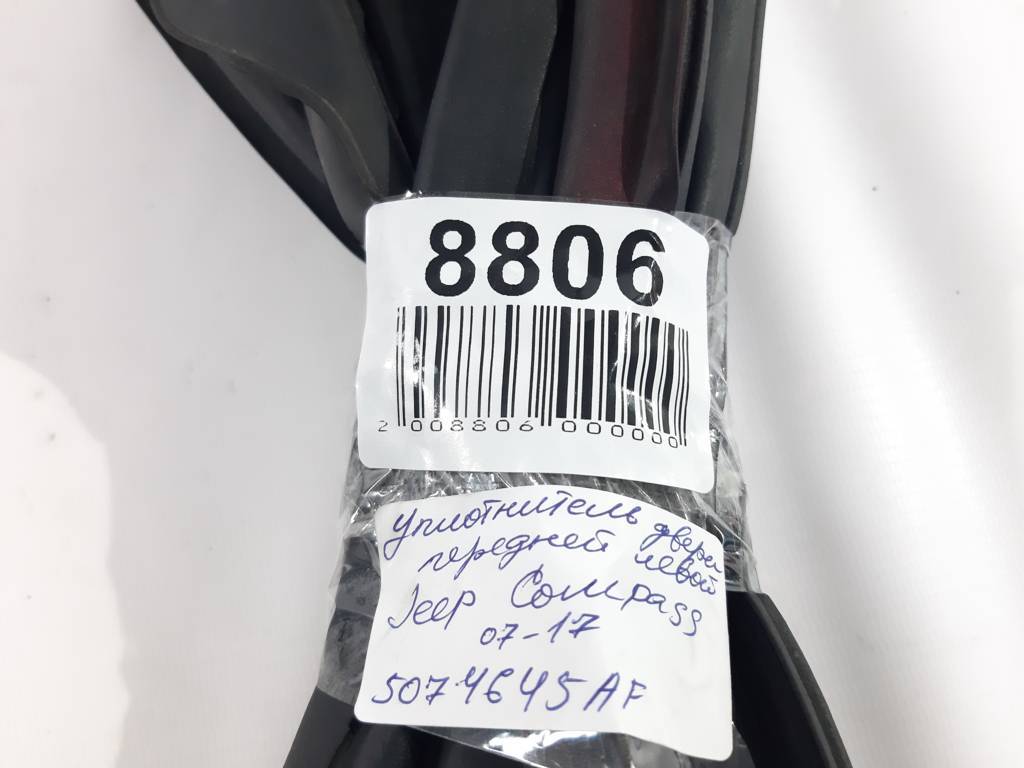 8806
2 008806 000000
Уплотнитель двери
передней левой
Jeep Compass
07-17
5074645AF